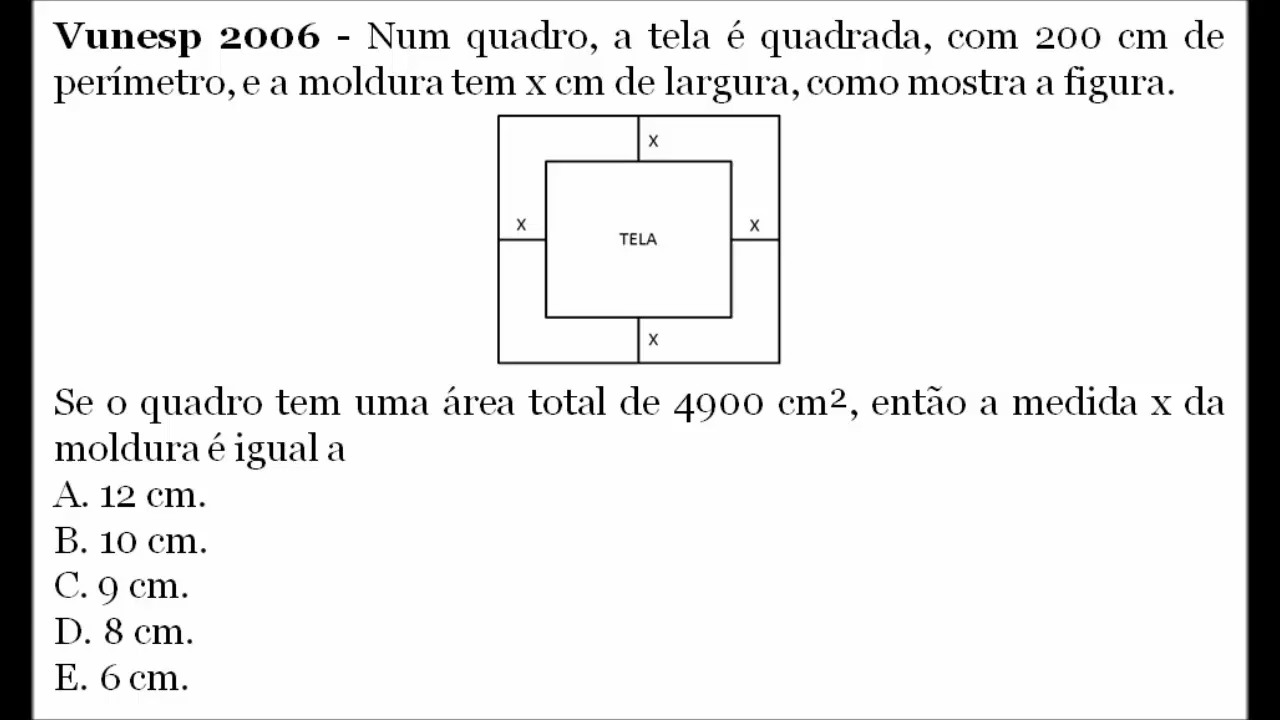 Vunesp 2006 - Num quadro, a tela é quadrada, com 200 cm de
perímetro, e a moldura tem x cm de largura, como mostra a figura.
X
X
X
TELA
X
Se o quadro tem uma área total de 4900 cm², então a medida x da
moldura é igual a
A. 12 cm.
B. 10 cm.
C. 9 cm.
D. 8 cm.
E. 6 cm.